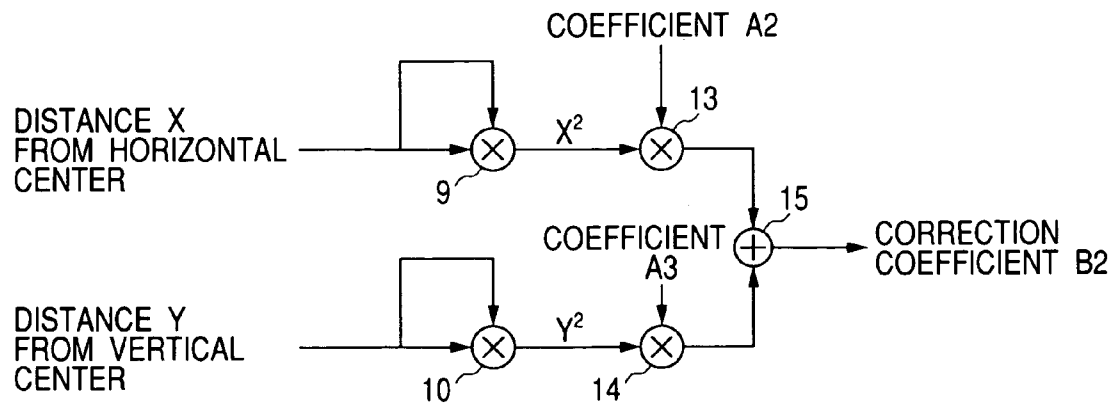 COEFFICIENT A2
13
DISTANCE X
FROM HORIZONTAL
CENTER
X²
9
15
COEFFICIENT
A3
CORRECTION
COEFFICIENT B2
DISTANCE Y
FROM VERTICAL
CENTER
Y²
10
14